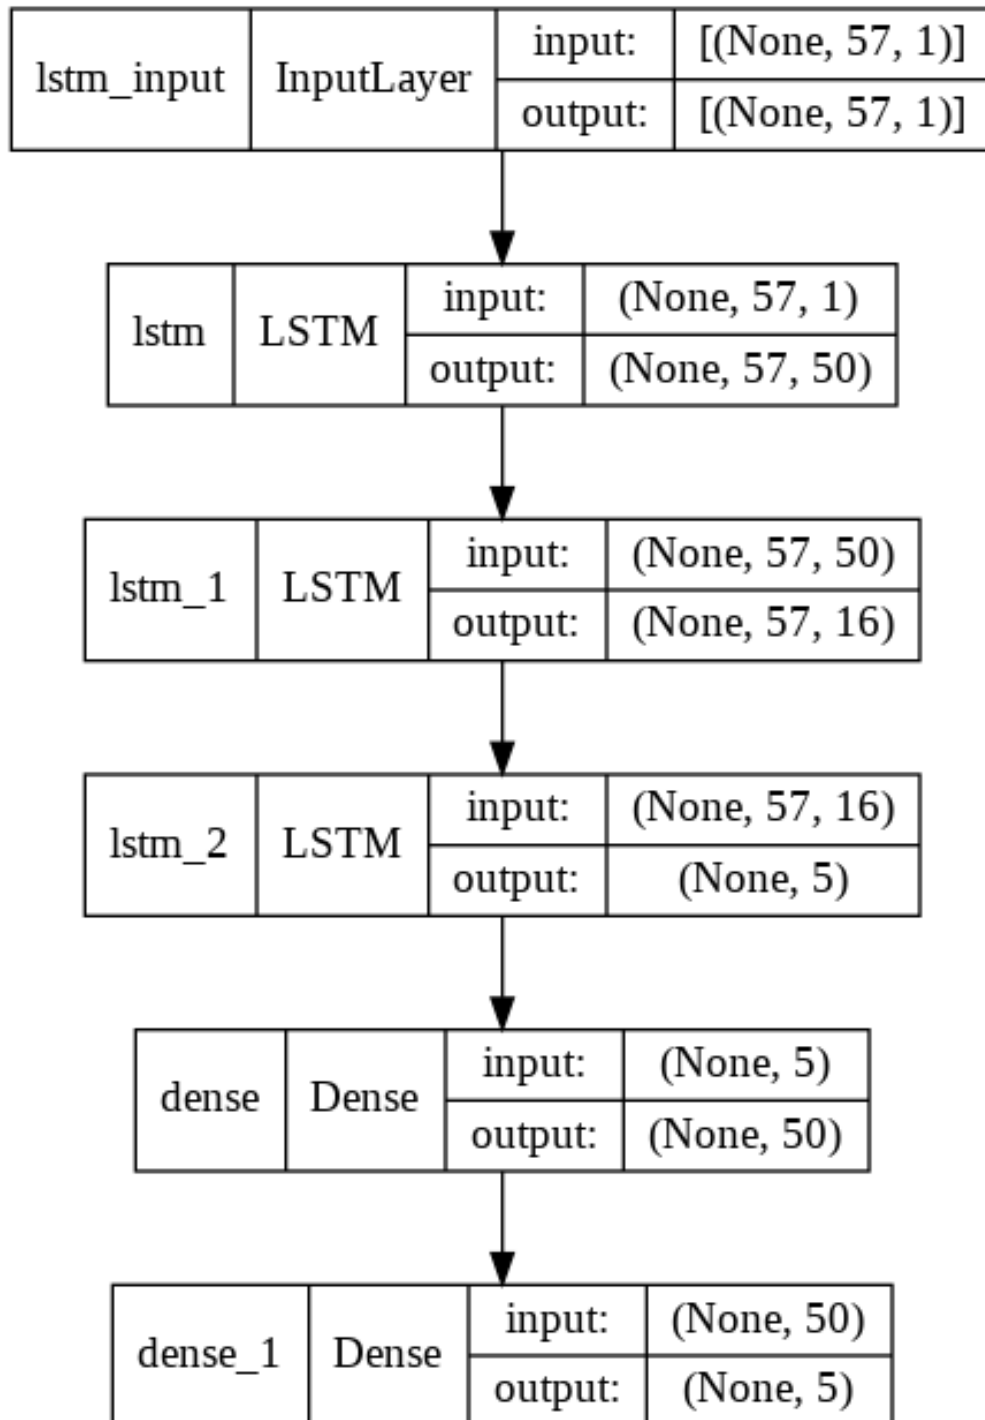 lstm_input InputLayer input: [(None, 57, 1)]
output: [(None, 57, 1)]
lstm LSTM input: (None, 57, 1)
output: (None, 57, 50)
lstm_1 LSTM input: (None, 57, 50)
output: (None, 57, 16)
lstm_2 LSTM input: (None, 57, 16)
output: (None, 5)
dense Dense input: (None, 5)
output: (None, 50)
dense_1 Dense input: (None, 50)
output: (None, 5)